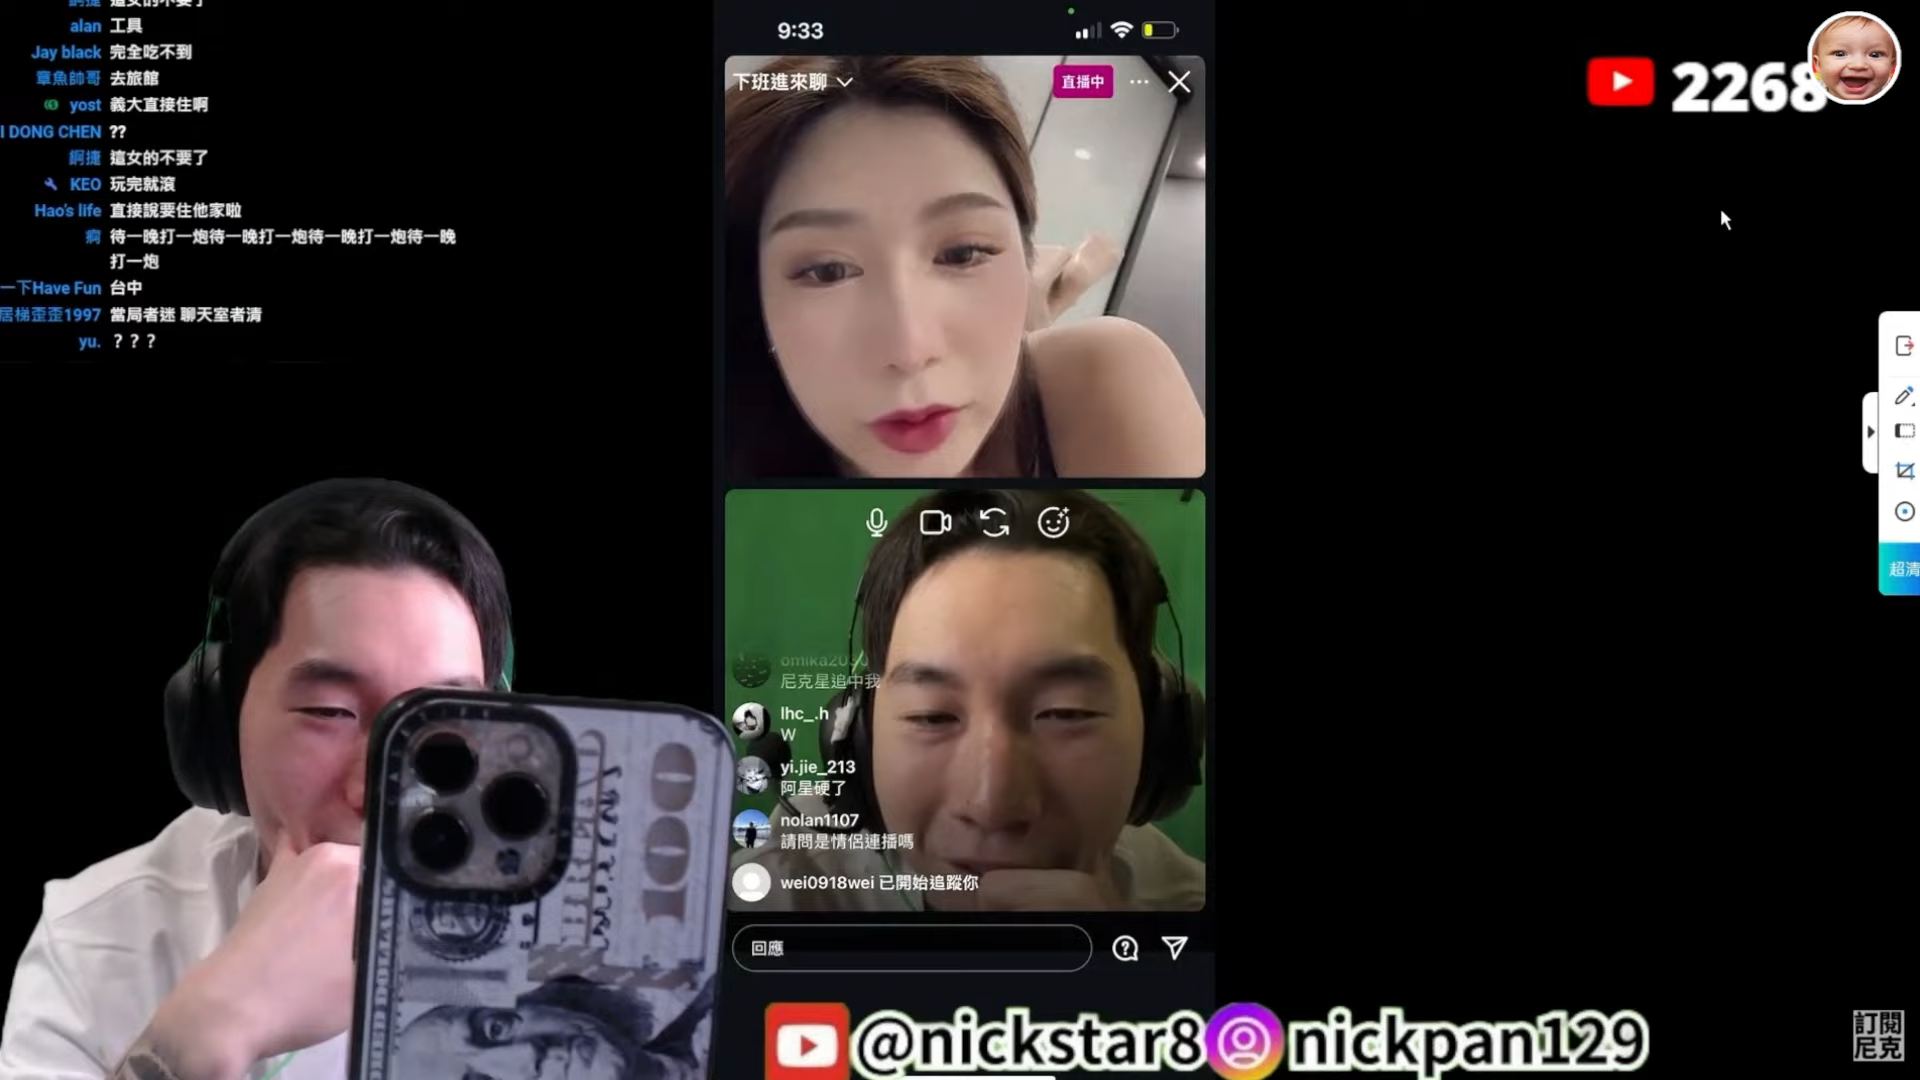 alan 工具
Jay black 完全吃不到
章魚帥哥 去旅館
yost 義大直接住啊
I DONG CHEN ??
錒捷 這女的不要了
KEO 玩完就滾
Hao's life 直接說要住他家啦
痾 待一晚打一炮待一晚打一炮待一晚打一炮待一晚
打一炮
一下Have Fun 台中
居梯歪歪1997 當局者迷 聊天室者清
yu. ？？？
9:33
下班進來聊
直播中
2268
omika2030
尼克星追中我
lhc_.h
W
yi.jie_213
阿星硬了
nolan1107
請問是情侶連播嗎
wei0918wei 已開始追蹤你
回應
超清
100
@nickstar8
nickpan129
訂閱
尼克